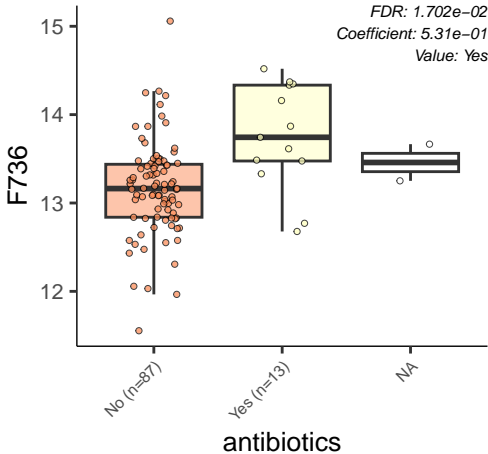 FDR: 1.702e−02
Coefficient: 5.31e−01
Value: Yes
15
14
13
12
F736
No (n=87)
Yes (n=13)
NA
antibiotics